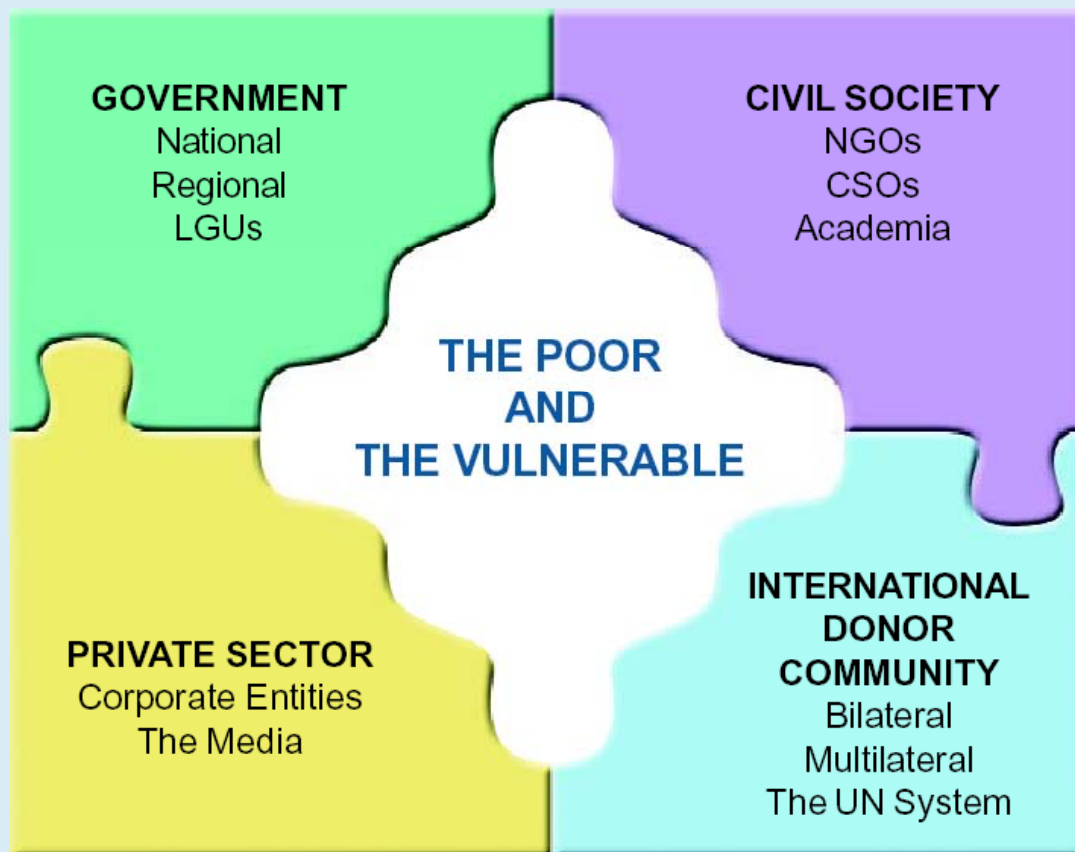 GOVERNMENT
National
Regional
LGUs
CIVIL SOCIETY
NGOs
CSOs
Academia
THE POOR
AND
THE VULNERABLE
PRIVATE SECTOR
Corporate Entities
The Media
INTERNATIONAL
DONOR
COMMUNITY
Bilateral
Multilateral
The UN System